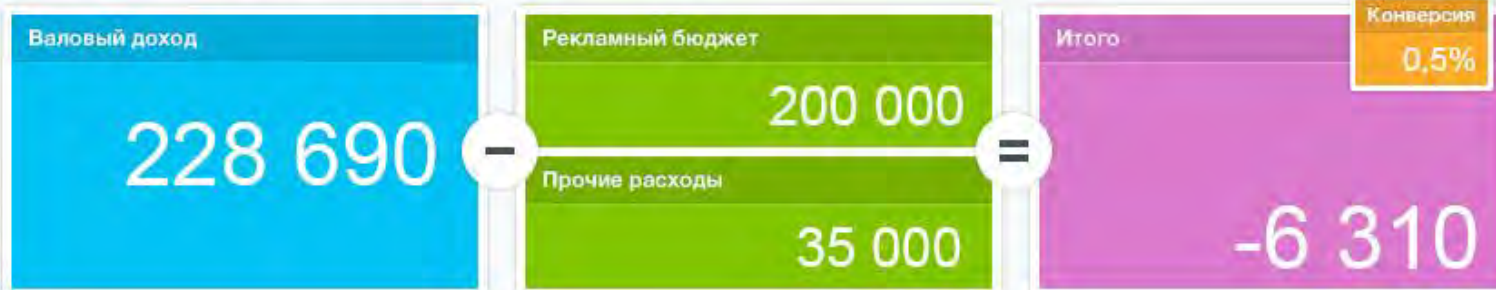 Валовый доход
228 690
−
Рекламный бюджет
200 000
Прочие расходы
35 000
=
Итого
Конверсия
0,5%
-6 310